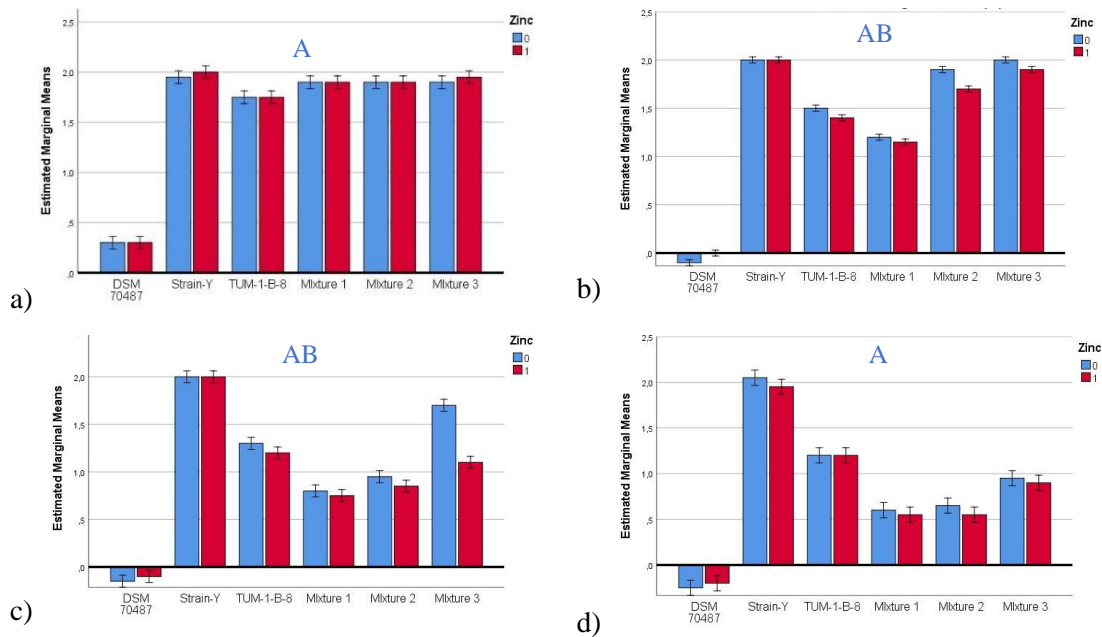 Zinc
0
1
A
2,5
2,0
1,5
1,0
,5
,0
Estimated Marginal Means
DSM 70487
Strain-Y
TUM-1-B-8
MIxture 1
MIxture 2
MIxture 3
a)
Zinc
0
1
AB
2,5
2,0
1,5
1,0
,5
,0
Estimated Marginal Means
DSM 70487
Strain-Y
TUM-1-B-8
MIxture 1
MIxture 2
MIxture 3
b)
Zinc
0
1
AB
2,0
1,5
1,0
,5
,0
Estimated Marginal Means
DSM 70487
Strain-Y
TUM-1-B-8
MIxture 1
MIxture 2
MIxture 3
c)
Zinc
0
1
A
2,5
2,0
1,5
1,0
,5
,0
Estimated Marginal Means
DSM 70487
Strain-Y
TUM-1-B-8
MIxture 1
MIxture 2
MIxture 3
d)